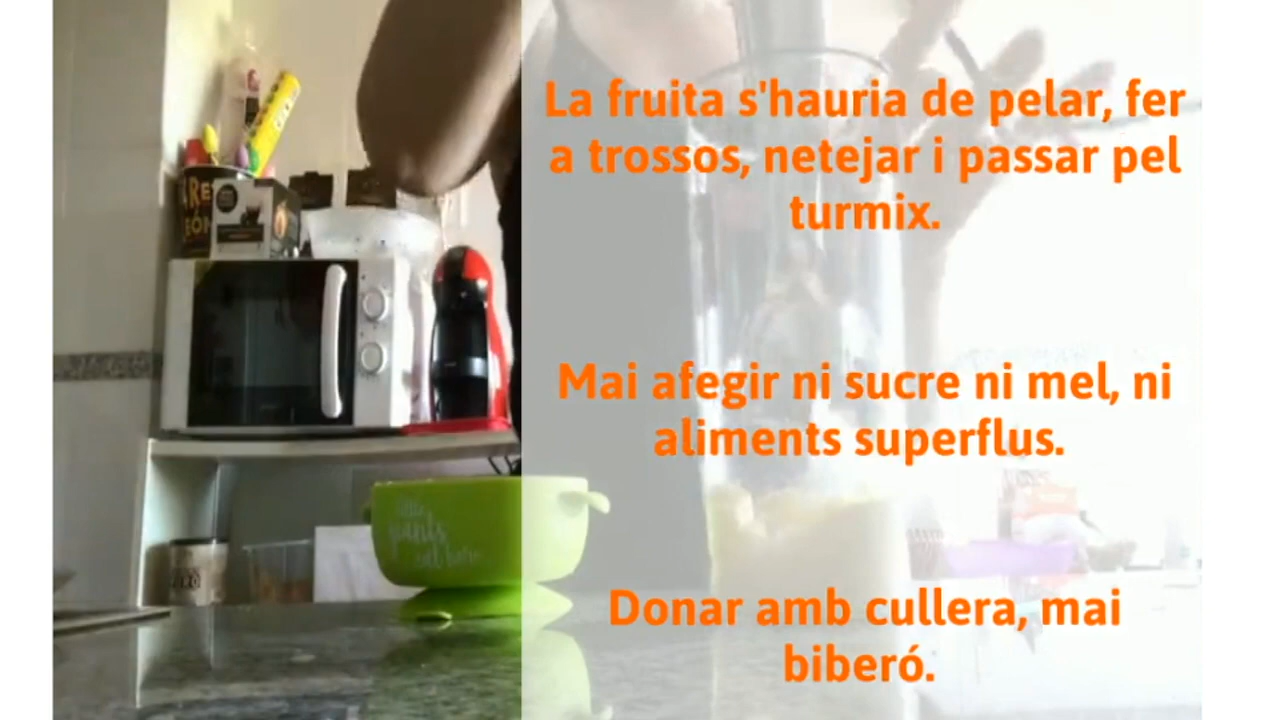 La fruita s'hauria de pelar, fer
a trossos, netejar i passar pel
turmix.
Mai afegir ni sucre ni mel, ni
aliments superflus.
Donar amb cullera, mai
biberó.